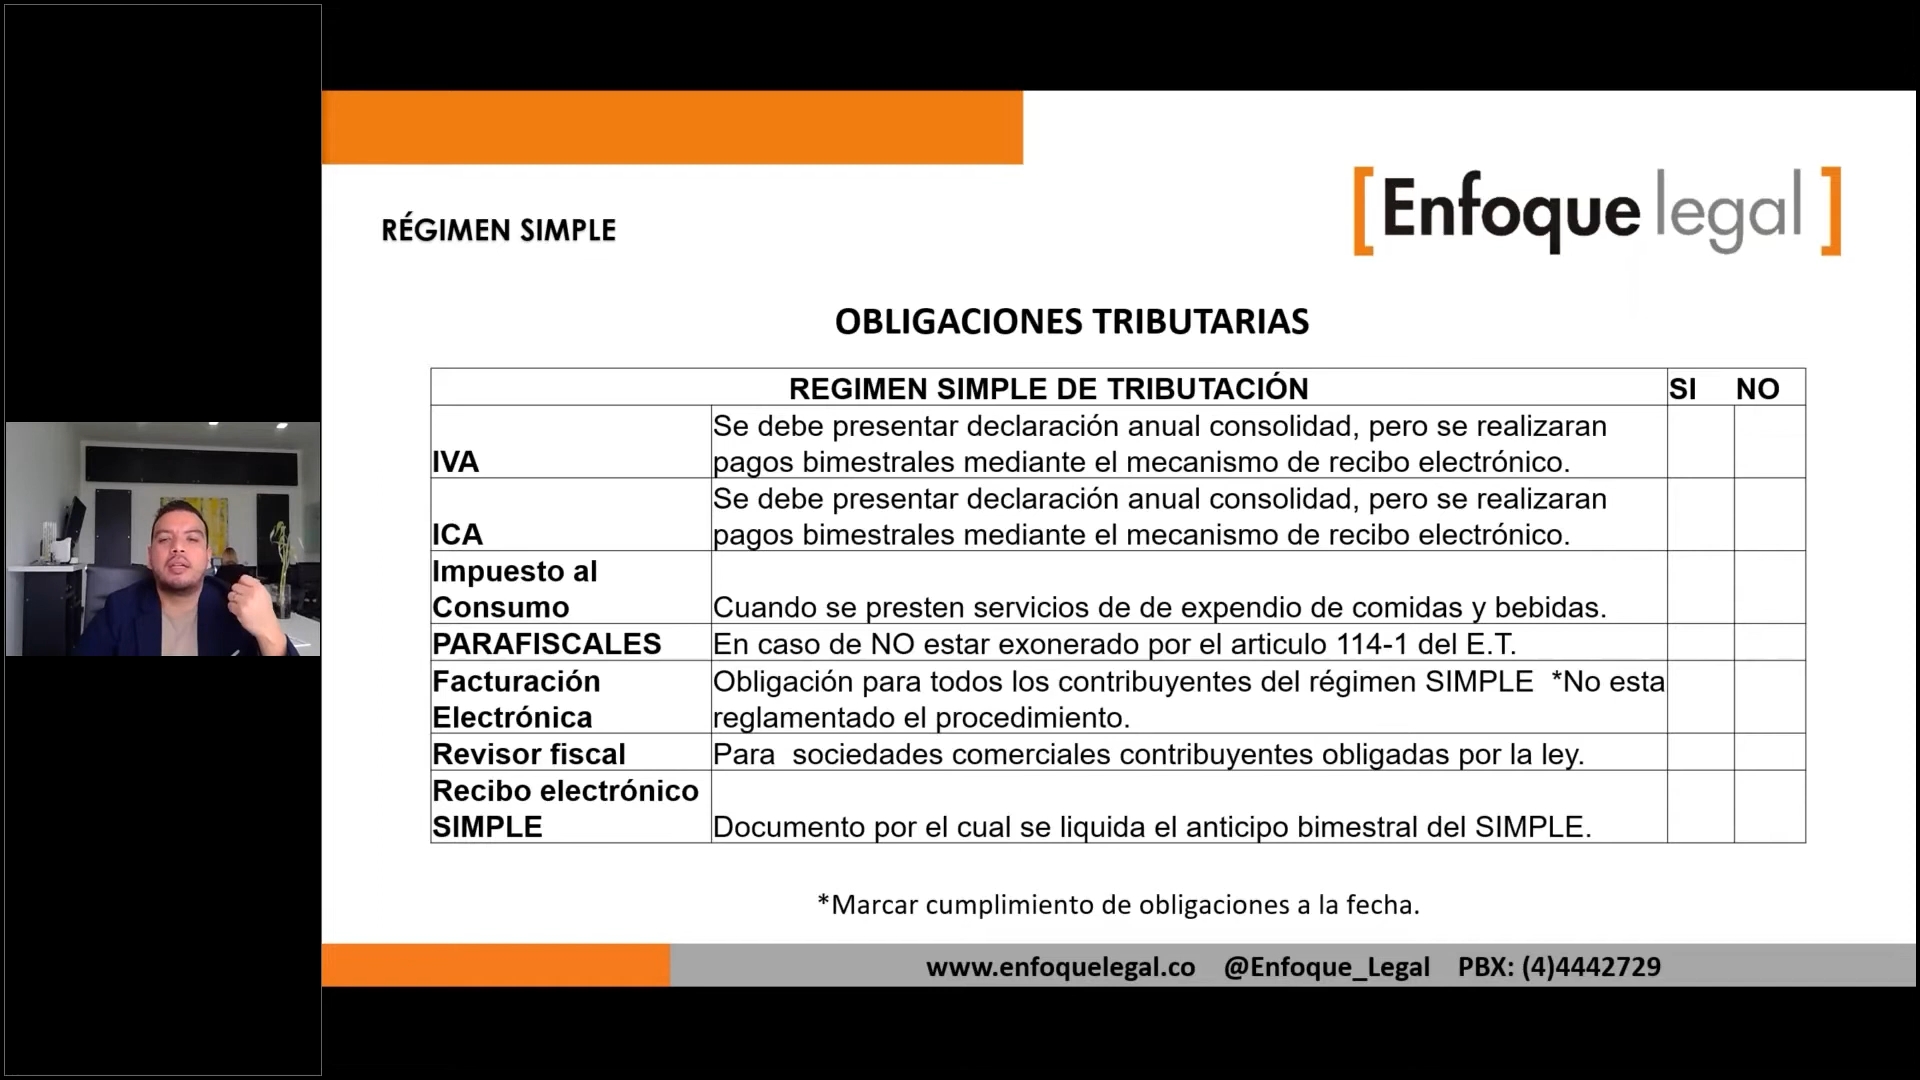 [Enfoque legal]
RÉGIMEN SIMPLE
OBLIGACIONES TRIBUTARIAS
REGIMEN SIMPLE DE TRIBUTACIÓN SI NO
IVA
Se debe presentar declaración anual consolidad, pero se realizaran
pagos bimestrales mediante el mecanismo de recibo electrónico.
ICA
Se debe presentar declaración anual consolidad, pero se realizaran
pagos bimestrales mediante el mecanismo de recibo electrónico.
Impuesto al
Consumo
Cuando se presten servicios de de expendio de comidas y bebidas.
PARAFISCALES
En caso de NO estar exonerado por el articulo 114-1 del E.T.
Facturación
Electrónica
Obligación para todos los contribuyentes del régimen SIMPLE *No esta
reglamentado el procedimiento.
Revisor fiscal
Para sociedades comerciales contribuyentes obligadas por la ley.
Recibo electrónico
SIMPLE
Documento por el cual se liquida el anticipo bimestral del SIMPLE.
*Marcar cumplimiento de obligaciones a la fecha.
www.enfoquelegal.co @Enfoque_Legal PBX: (4)4442729